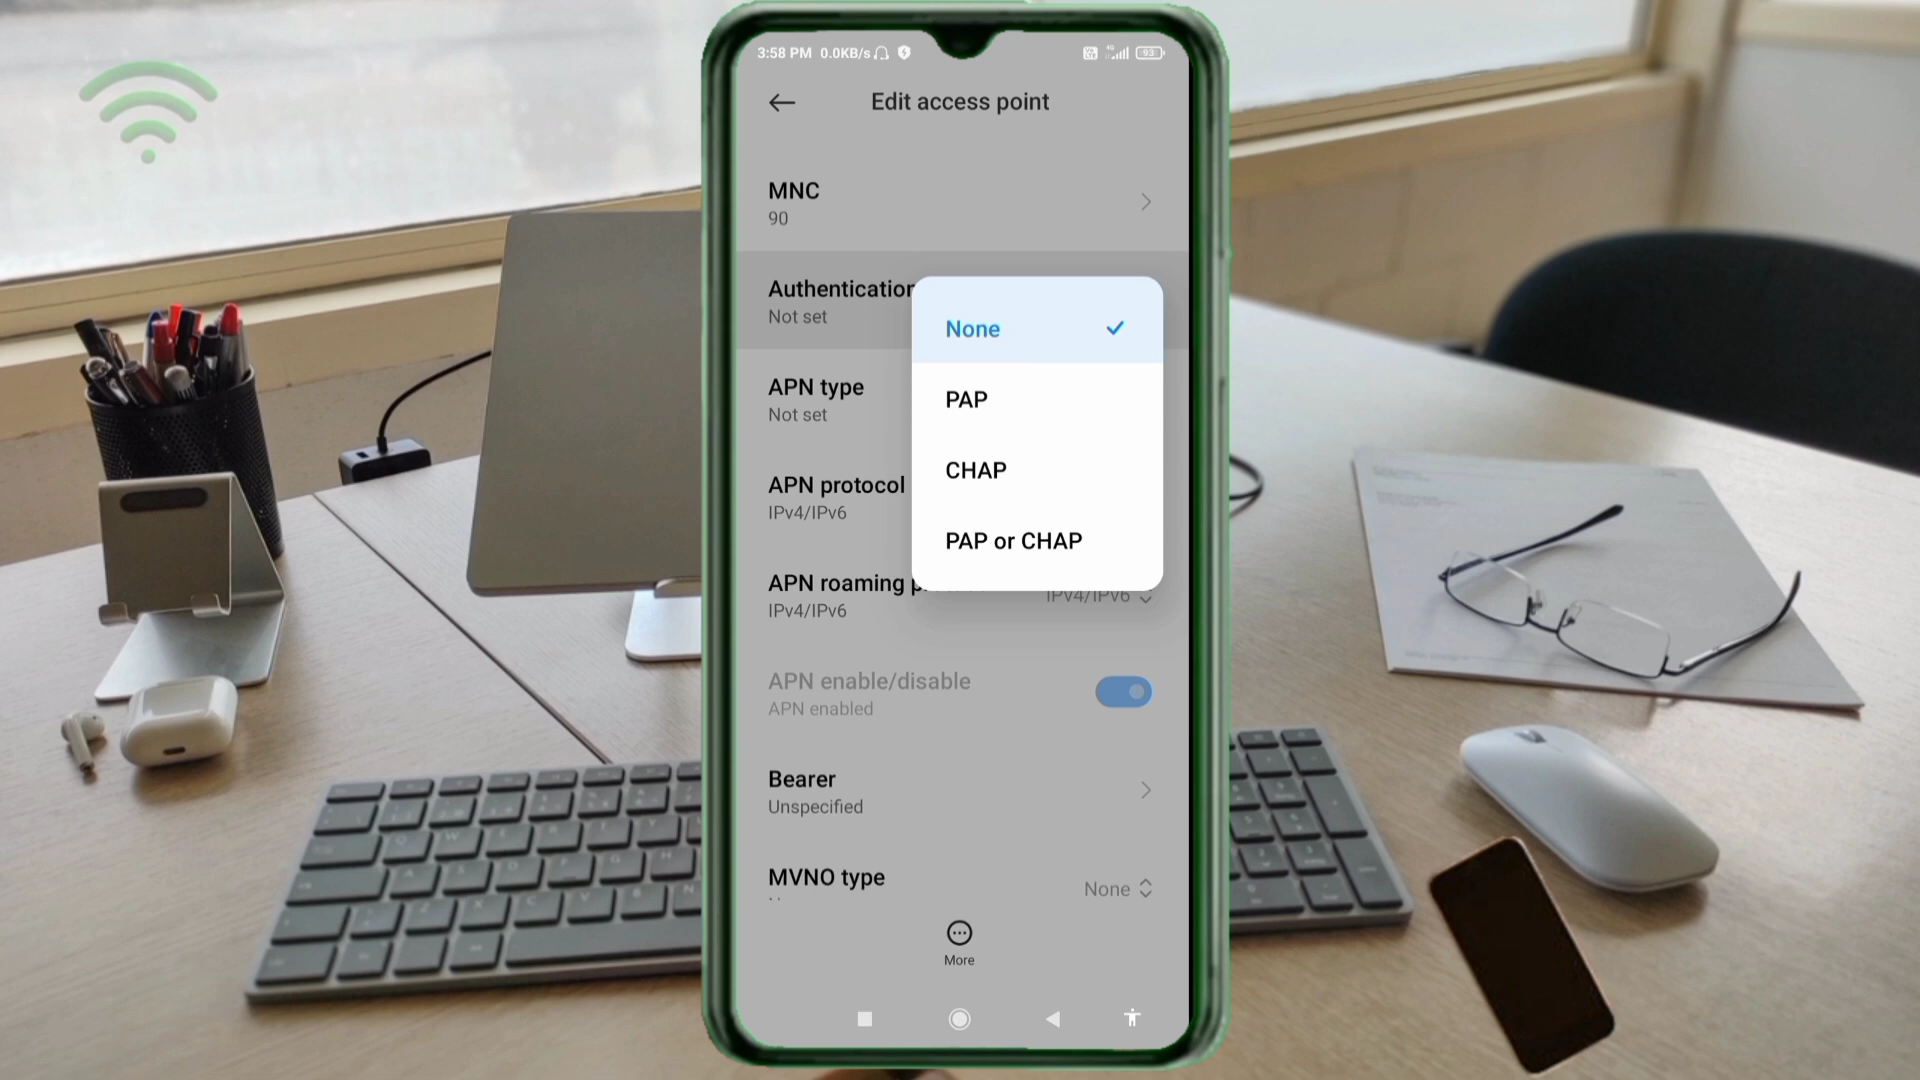 3:58 PM 0.0KB/s 4G 93
Edit access point
MNC
90
Authentication
Not set
None
PAP
CHAP
PAP or CHAP
APN type
Not set
APN protocol
IPv4/IPv6
APN roaming p
IPv4/IPv6
IPv4/IPv6
APN enable/disable
APN enabled
Bearer
Unspecified
MVNO type
None
More